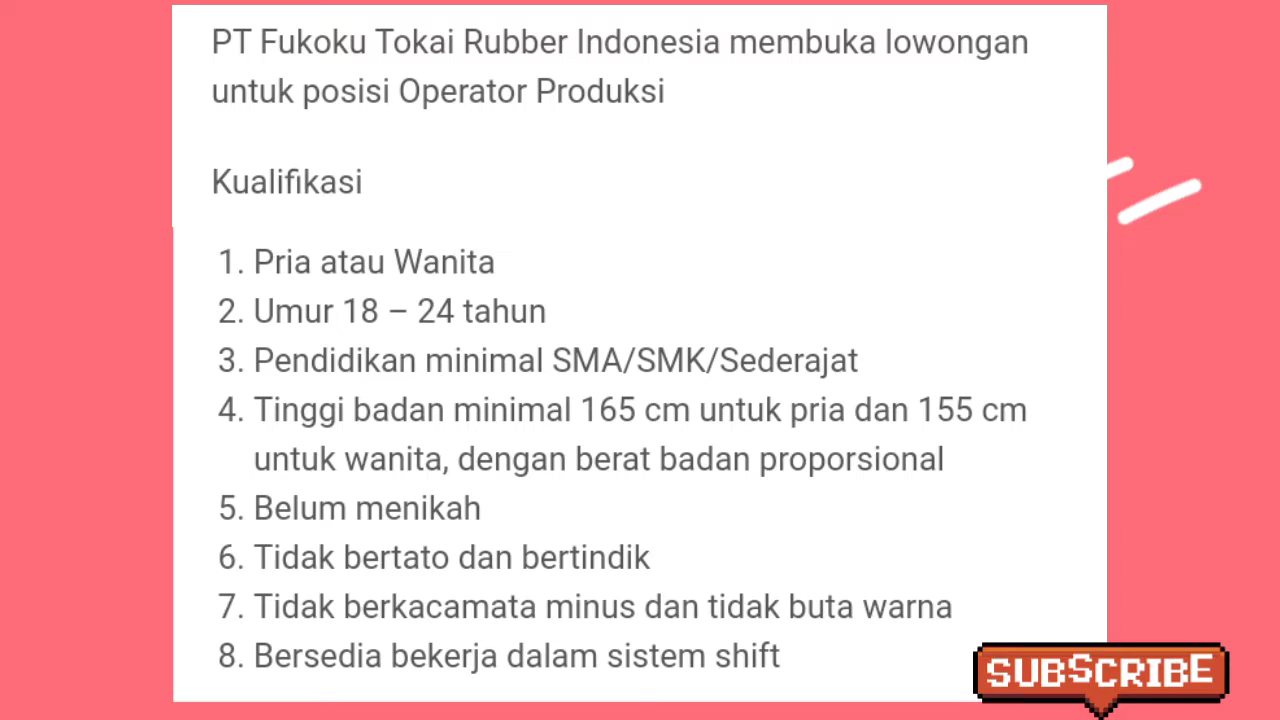 PT Fukoku Tokai Rubber Indonesia membuka lowongan
untuk posisi Operator Produksi
Kualifikasi
1. Pria atau Wanita
2. Umur 18 – 24 tahun
3. Pendidikan minimal SMA/SMK/Sederajat
4. Tinggi badan minimal 165 cm untuk pria dan 155 cm
untuk wanita, dengan berat badan proporsional
5. Belum menikah
6. Tidak bertato dan bertindik
7. Tidak berkacamata minus dan tidak buta warna
8. Bersedia bekerja dalam sistem shift
SUBSCRIBE